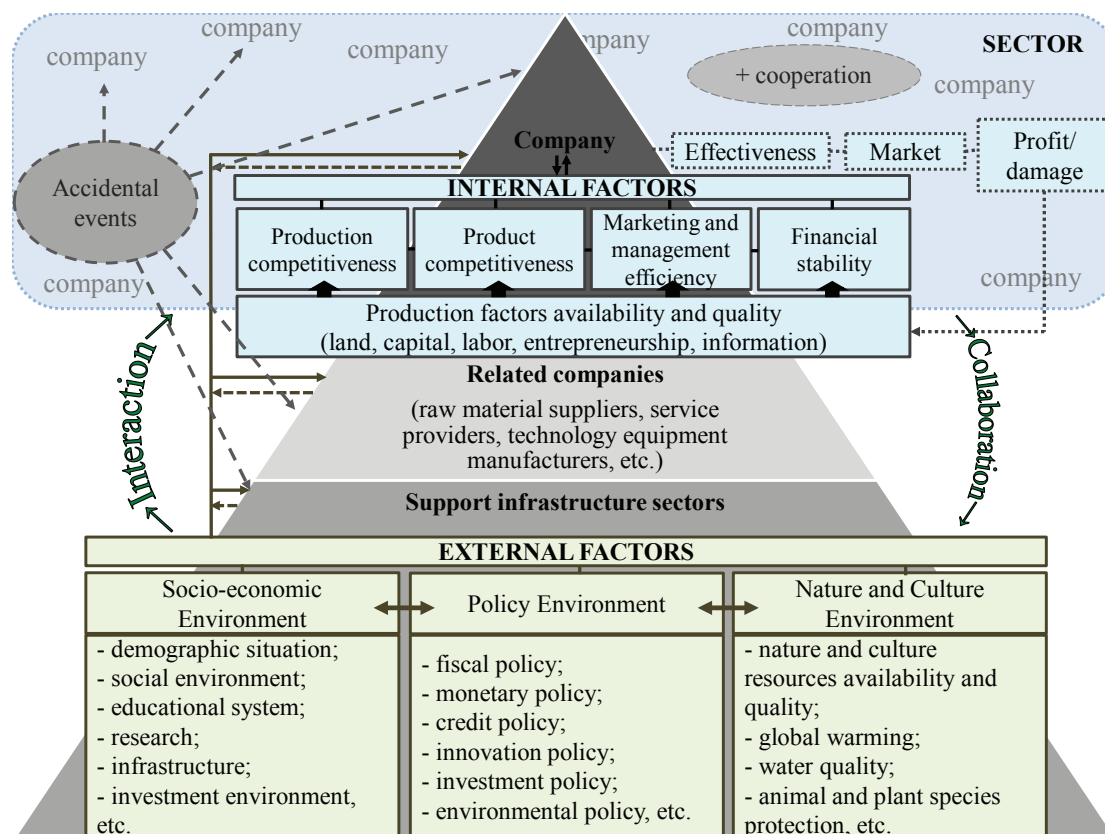 company
company
company
company
SECTOR
+ cooperation
company
Company
Effectiveness
Market
Profit/
damage
Accidental
events
INTERNAL FACTORS
Production
competitiveness
Product
competitiveness
Marketing and
management
efficiency
Financial
stability
company
company
Production factors availability and quality
(land, capital, labor, entrepreneurship, information)
Interaction
Collaboration
Related companies
(raw material suppliers, service
providers, technology equipment
manufacturers, etc.)
Support infrastructure sectors
EXTERNAL FACTORS
Socio-economic
Environment
Policy Environment
Nature and Culture
Environment
- demographic situation;
- social environment;
- educational system;
- research;
- infrastructure;
- investment environment,
etc.
- fiscal policy;
- monetary policy;
- credit policy;
- innovation policy;
- investment policy;
- environmental policy, etc.
- nature and culture
resources availability and
quality;
- global warming;
- water quality;
- animal and plant species
protection, etc.